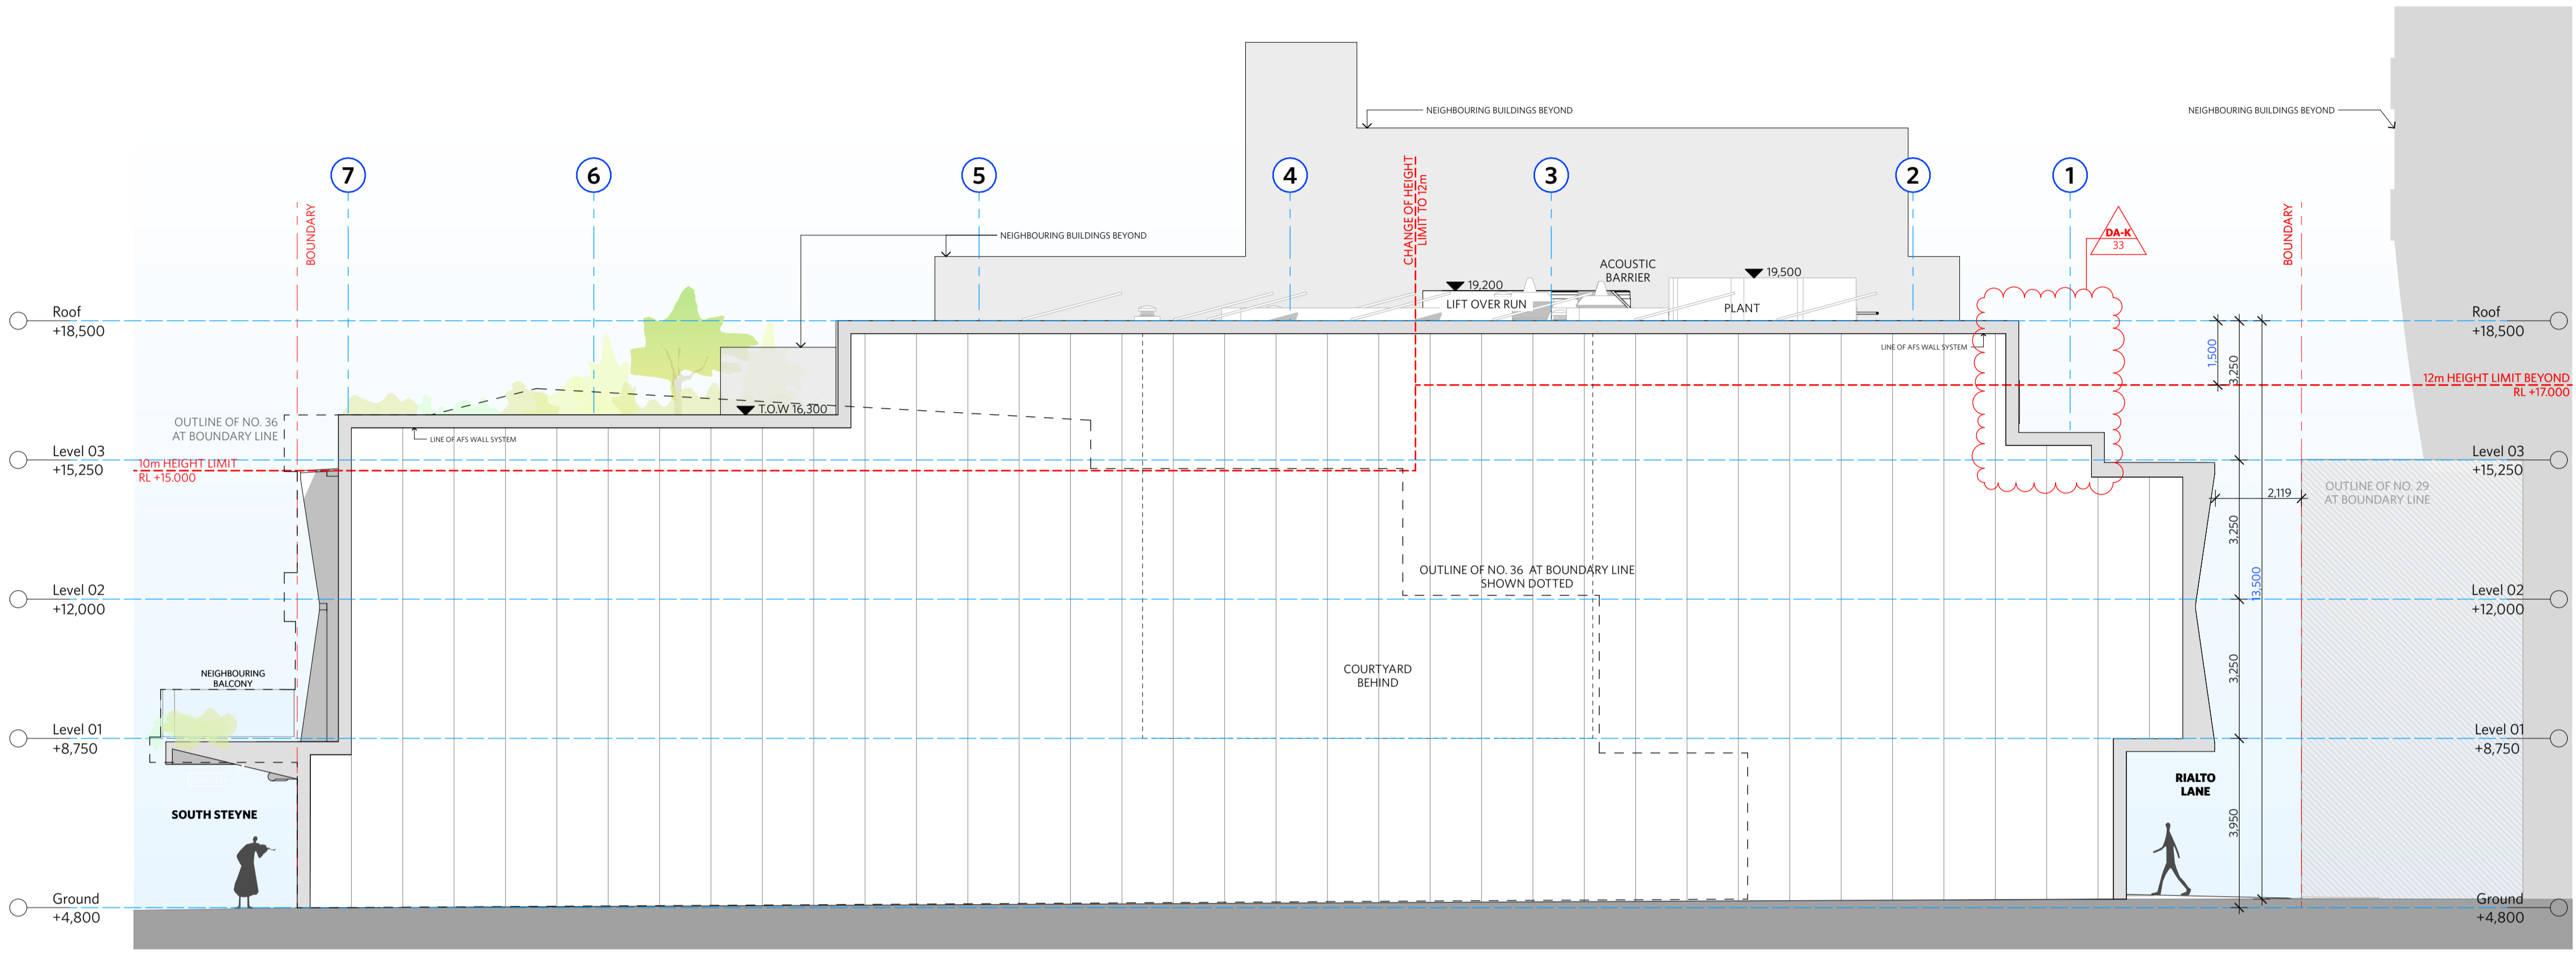 NEIGHBOURING BUILDINGS BEYOND
NEIGHBOURING BUILDINGS BEYOND
7
6
5
4
3
2
1
CHANGE OF HEIGHT
LIMIT TO 12m
BOUNDARY
BOUNDARY
DA-K
33
NEIGHBOURING BUILDINGS BEYOND
ACOUSTIC
BARRIER
19,200
19,500
LIFT OVER RUN
PLANT
Roof
+18,500
Roof
+18,500
LINE OF AFS WALL SYSTEM
1,500
3,250
12m HEIGHT LIMIT BEYOND
RL +17.000
T.O.W 16,300
OUTLINE OF NO. 36
AT BOUNDARY LINE
LINE OF AFS WALL SYSTEM
Level 03
+15,250
10m HEIGHT LIMIT
RL +15.000
Level 03
+15,250
2,119
OUTLINE OF NO. 29
AT BOUNDARY LINE
3,250
OUTLINE OF NO. 36 AT BOUNDARY LINE
SHOWN DOTTED
13,500
Level 02
+12,000
Level 02
+12,000
COURTYARD
BEHIND
3,250
NEIGHBOURING
BALCONY
Level 01
+8,750
Level 01
+8,750
RIALTO
LANE
SOUTH STEYNE
3,950
Ground
+4,800
Ground
+4,800